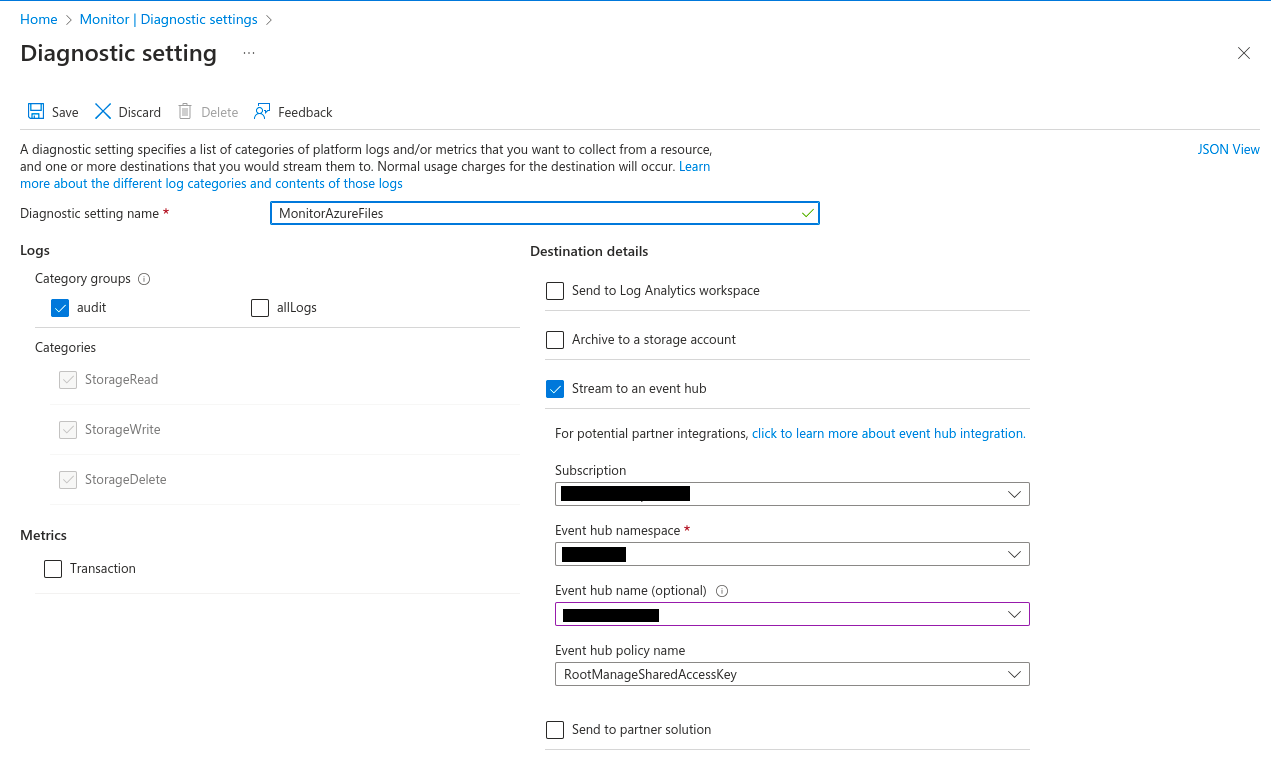 Home > Monitor | Diagnostic settings >
Diagnostic setting ...
Save Discard Delete Feedback
A diagnostic setting specifies a list of categories of platform logs and/or metrics that you want to collect from a resource,
and one or more destinations that you would stream them to. Normal usage charges for the destination will occur. Learn
more about the different log categories and contents of those logs
JSON View
Diagnostic setting name *
MonitorAzureFiles
Logs
Category groups
audit
allLogs
Categories
StorageRead
StorageWrite
StorageDelete
Metrics
Transaction
Destination details
Send to Log Analytics workspace
Archive to a storage account
Stream to an event hub
For potential partner integrations, click to learn more about event hub integration.
Subscription
Event hub namespace *
Event hub name (optional)
Event hub policy name
RootManageSharedAccessKey
Send to partner solution